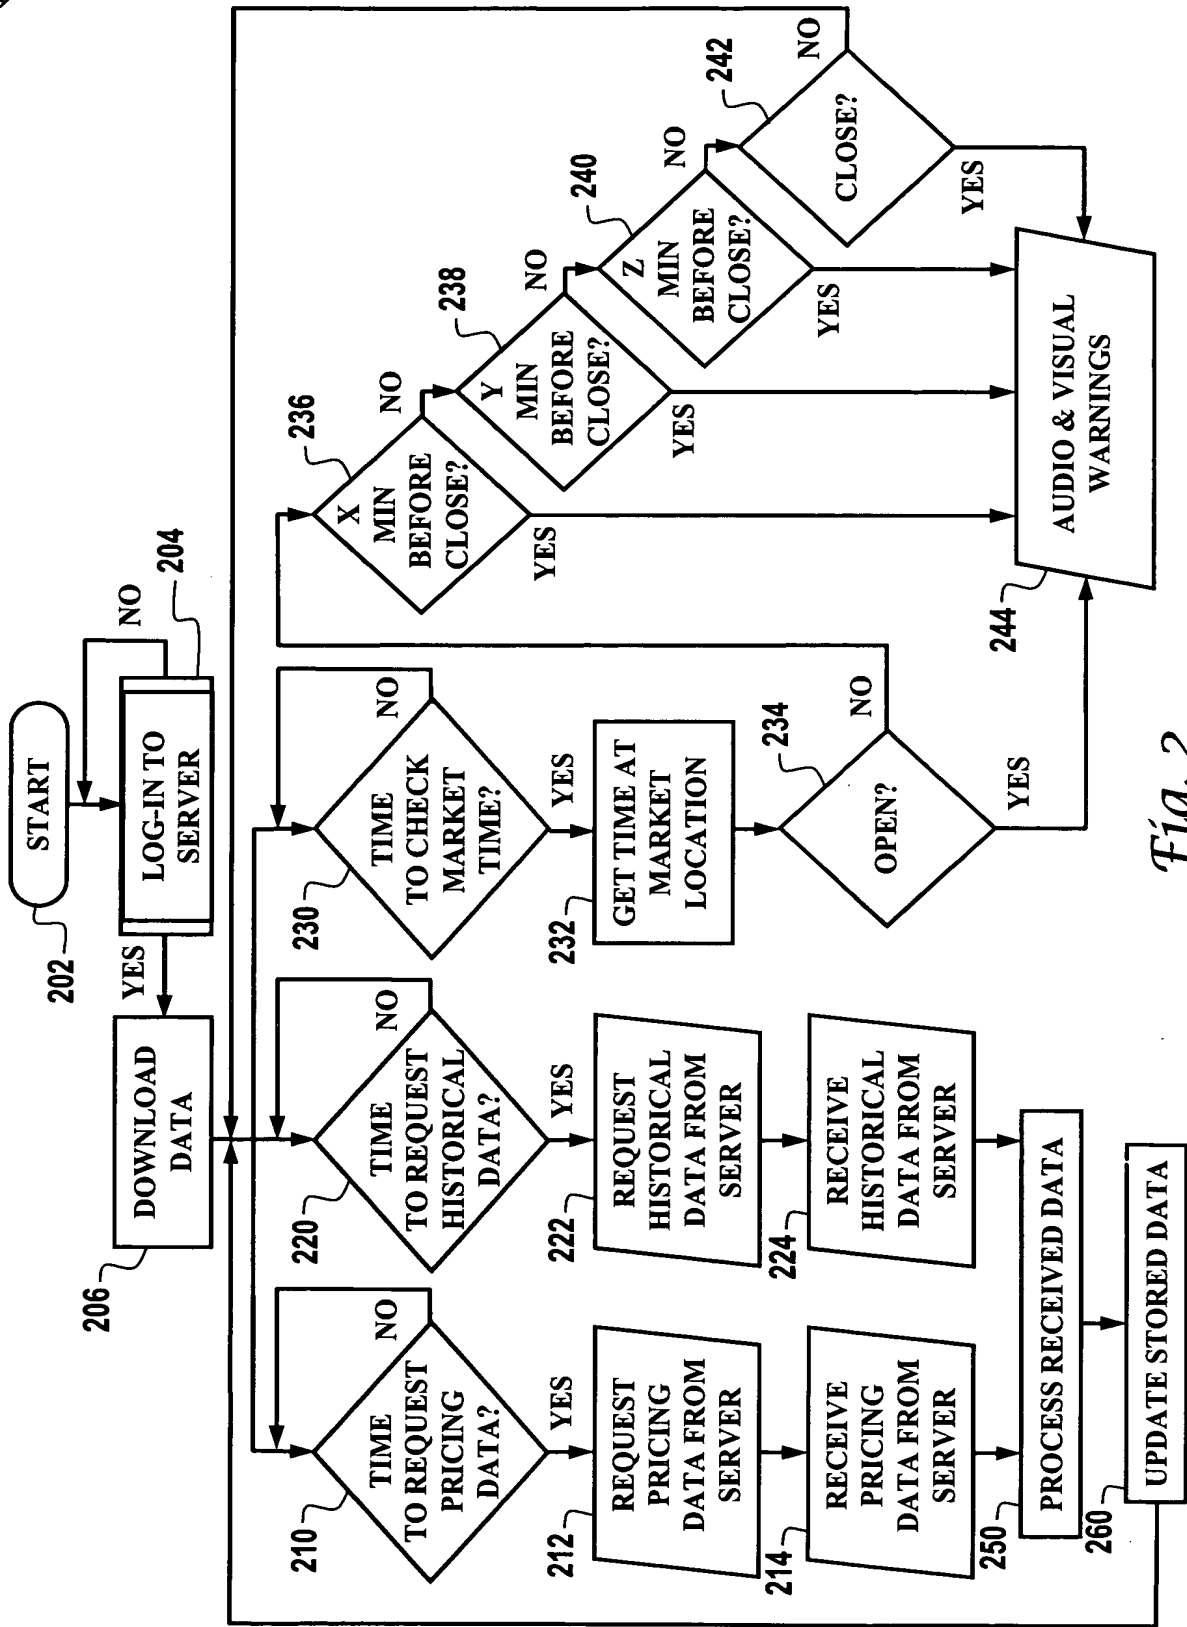 START
202
LOG-IN TO
SERVER
204
NO
YES
DOWNLOAD
DATA
206
TIME
TO REQUEST
PRICING
DATA?
210
NO
YES
REQUEST
PRICING
DATA FROM
SERVER
212
RECEIVE
PRICING
DATA FROM
SERVER
214
TIME
TO REQUEST
HISTORICAL
DATA?
220
NO
YES
REQUEST
HISTORICAL
DATA FROM
SERVER
222
RECEIVE
HISTORICAL
DATA FROM
SERVER
224
PROCESS RECEIVED DATA
250
UPDATE STORED DATA
260
TIME
TO CHECK
MARKET
TIME?
230
NO
YES
GET TIME AT
MARKET
LOCATION
232
OPEN?
234
NO
YES
X
MIN
BEFORE
CLOSE?
236
NO
YES
Y
MIN
BEFORE
CLOSE?
238
NO
YES
Z
MIN
BEFORE
CLOSE?
240
NO
YES
CLOSE?
242
NO
YES
AUDIO & VISUAL
WARNINGS
244
Fig. 2